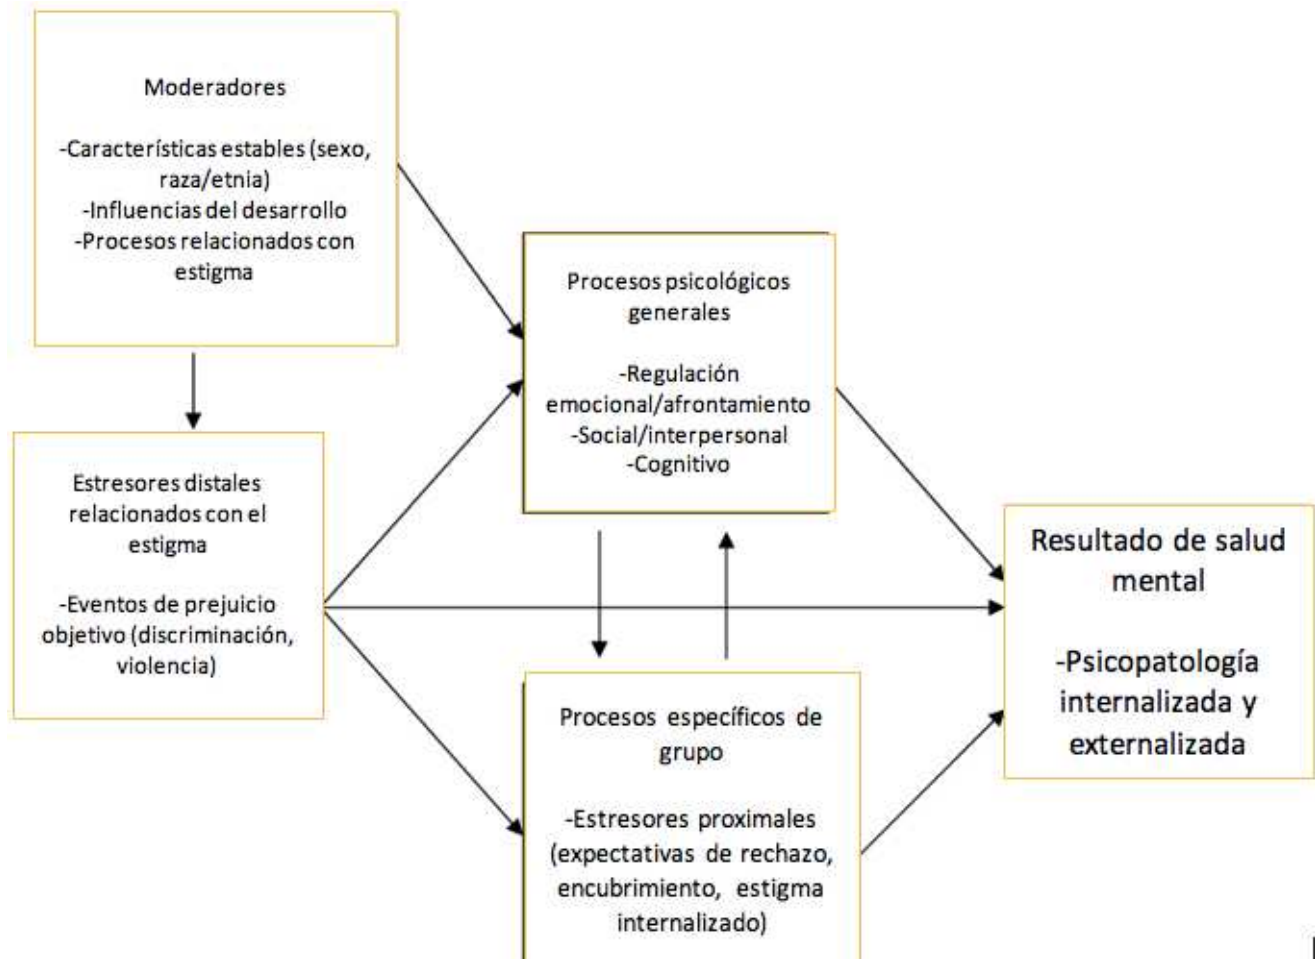 Moderadores
-Características estables (sexo,
raza/etnia)
-Influencias del desarrollo
-Procesos relacionados con
estigma
Procesos psicológicos
generales
-Regulación
emocional/afrontamiento
-Social/interpersonal
-Cognitivo
Estresores distales
relacionados con el
estigma
-Eventos de prejuicio
objetivo (discriminación,
violencia)
Resultado de salud
mental
-Psicopatología
internalizada y
externalizada
Procesos específicos de
grupo
-Estresores proximales
(expectativas de rechazo,
encubrimiento, estigma
internalizado)